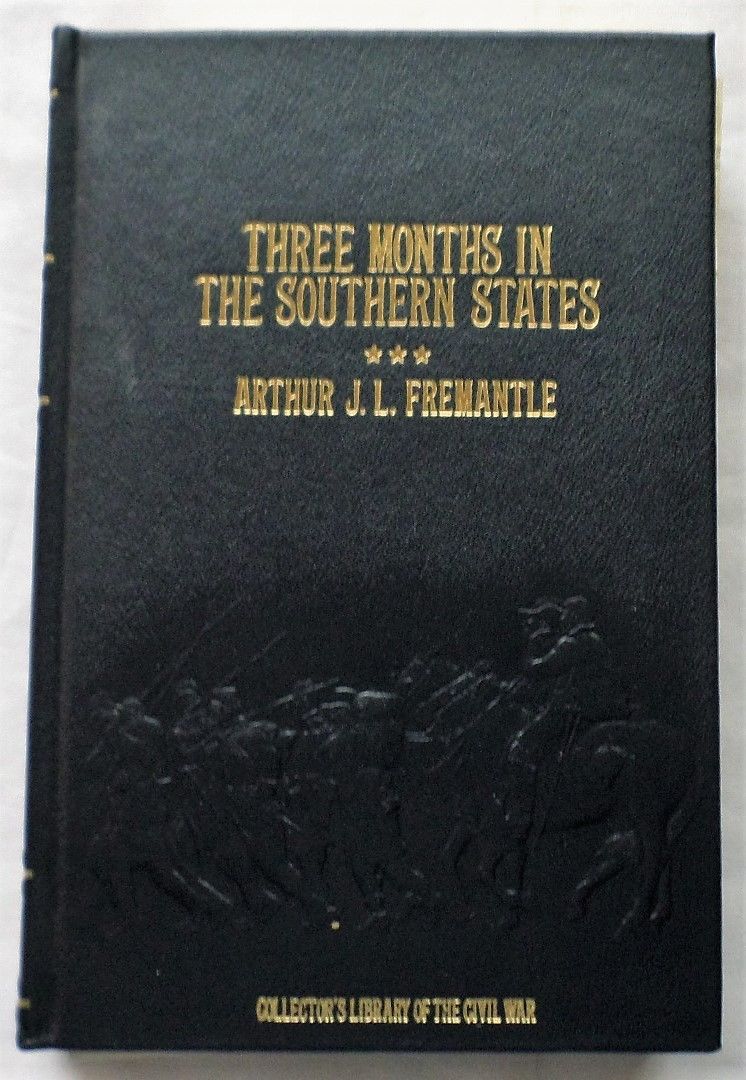 THREE MONTHS IN
THE SOUTHERN STATES
ARTHUR J. L. FREMANTLE
COLLECTOR'S LIBRARY OF THE CIVIL WAR